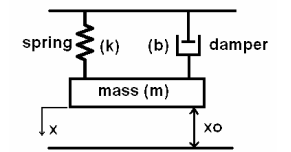 spring (k) (b) damper
mass (m)
x
xo